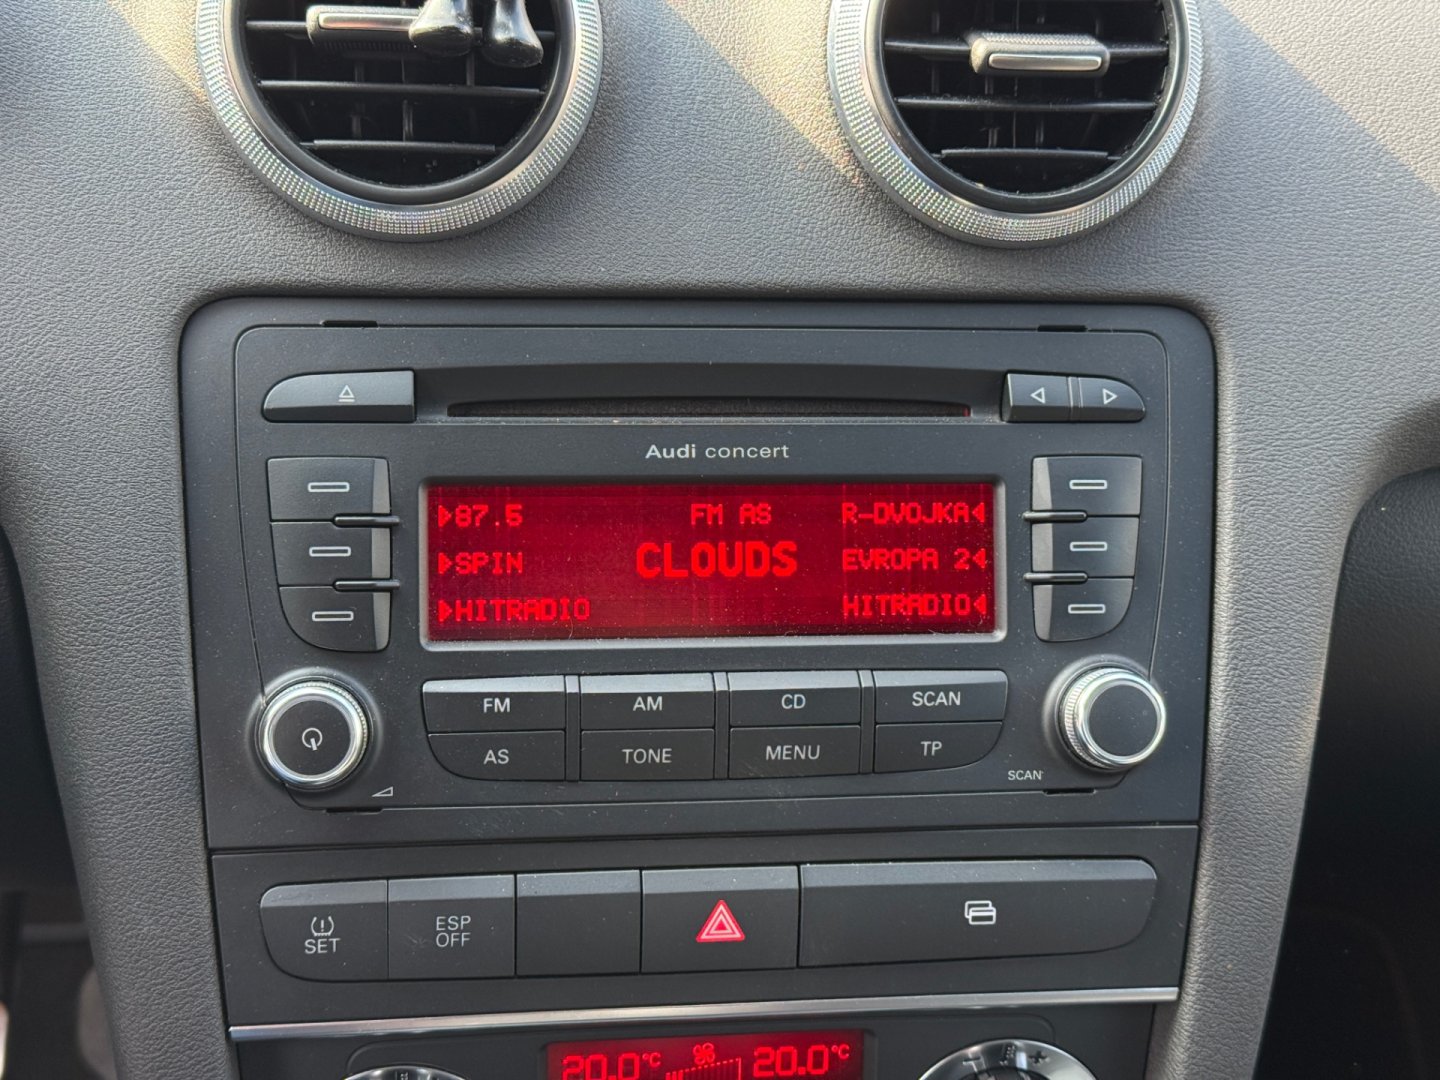 Audi concert
87.5 FM AS R-DVOJKA
SPIN CLOUDS EVROPA 2
HITRADIO HITRADIO
FM AM CD SCAN
AS TONE MENU TP
SCAN
SET ESP OFF
20.0°C 20.0°C